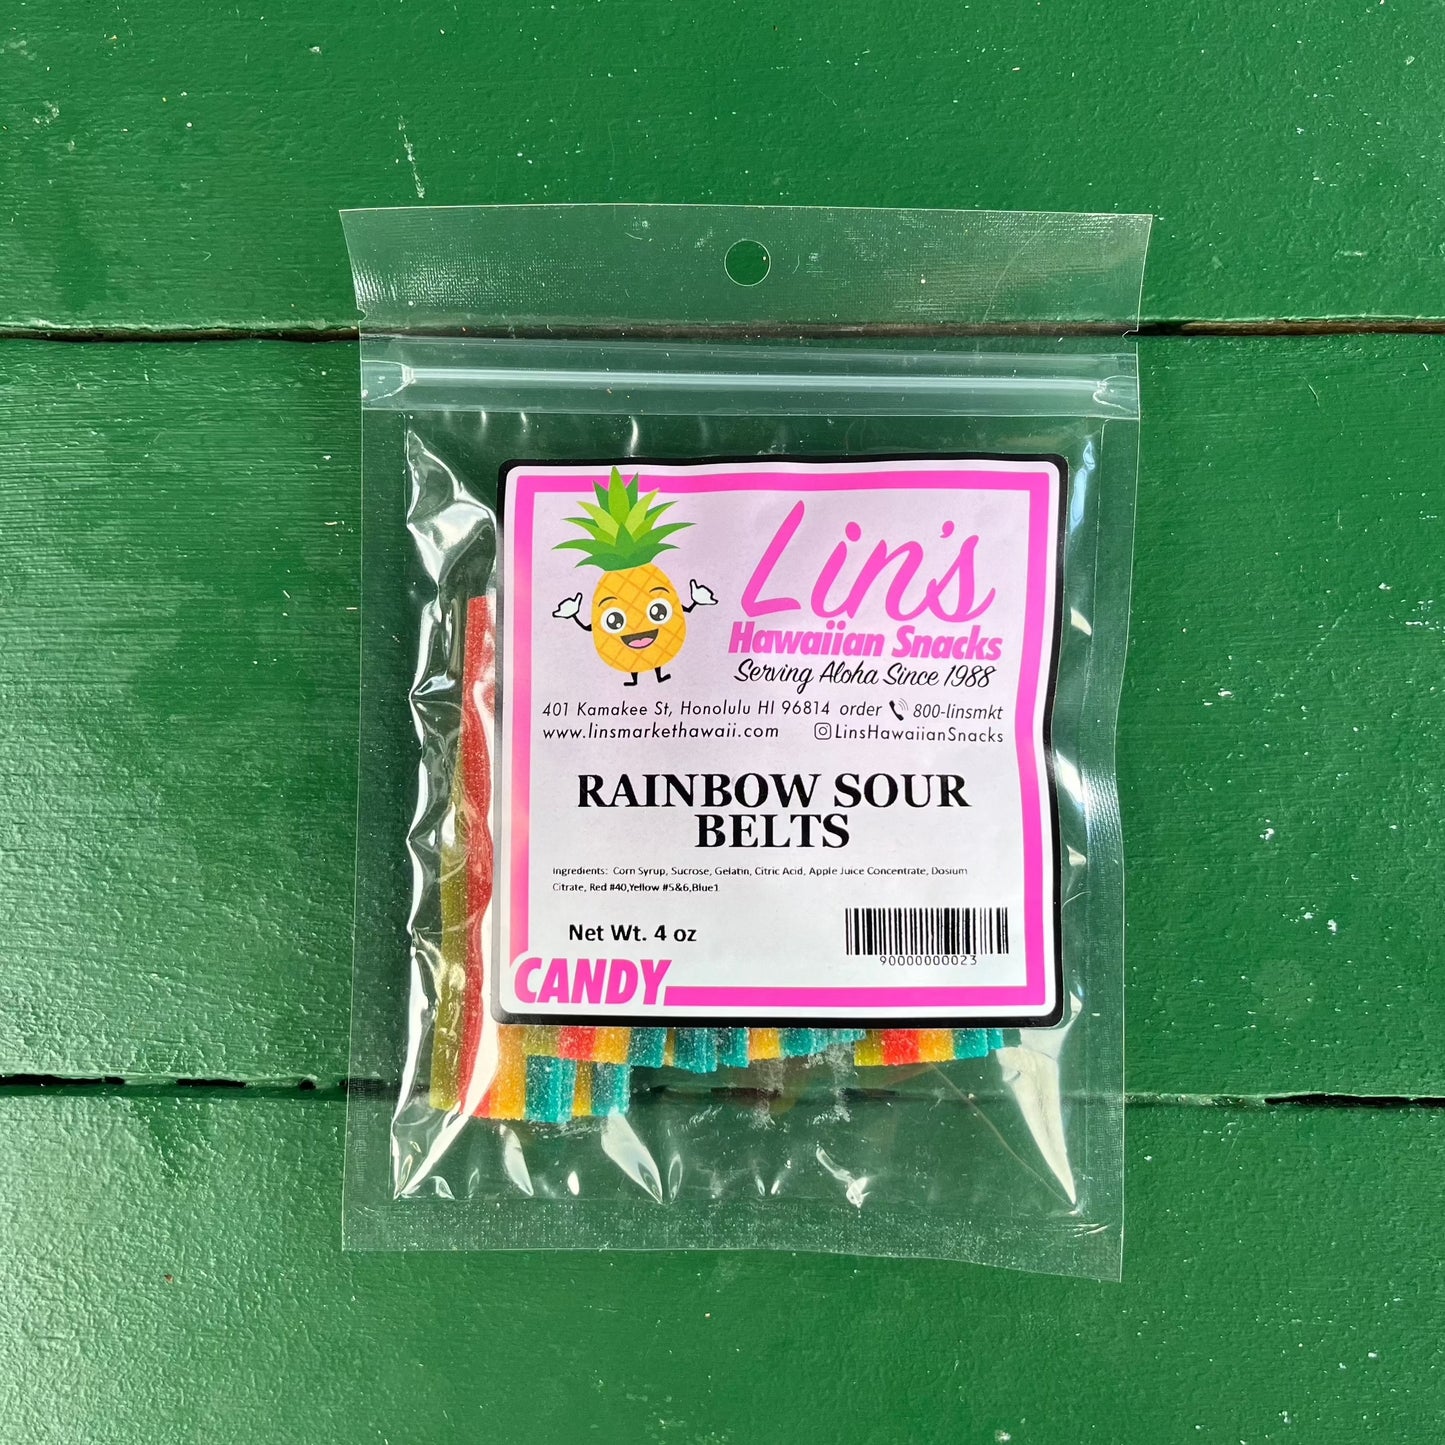 Lin's
Hawaiian Snacks
Serving Aloha Since 1988
401 Kamakee St, Honolulu HI 96814 order 800-linsmkt
www.linsmarkethawaii.com LinsHawaiianSnacks
RAINBOW SOUR
BELTS
Ingredients: Corn Syrup, Sucrose, Gelatin, Citric Acid, Apple Juice Concentrate, Dosium
Citrate, Red #40,Yellow #5&6,Blue1
Net Wt. 4 oz
90000000023
CANDY